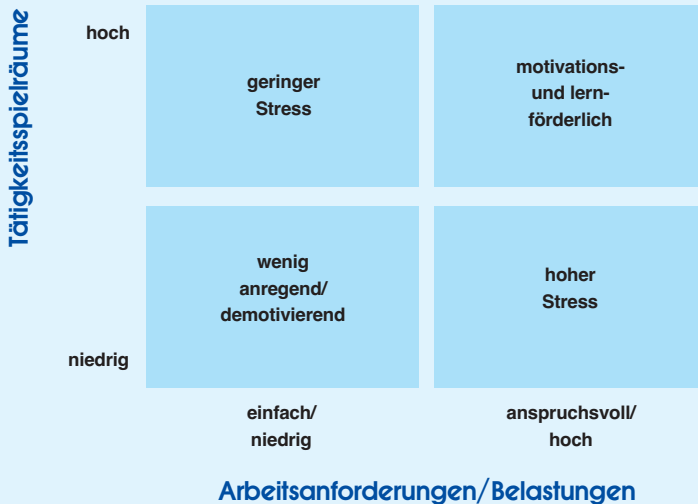 Tätigkeitsspielräume
hoch
geringer
Stress
motivations-
und lern-
förderlich
wenig
anregend/
demotivierend
hoher
Stress
niedrig
einfach/
niedrig
anspruchsvoll/
hoch
Arbeitsanforderungen/Belastungen